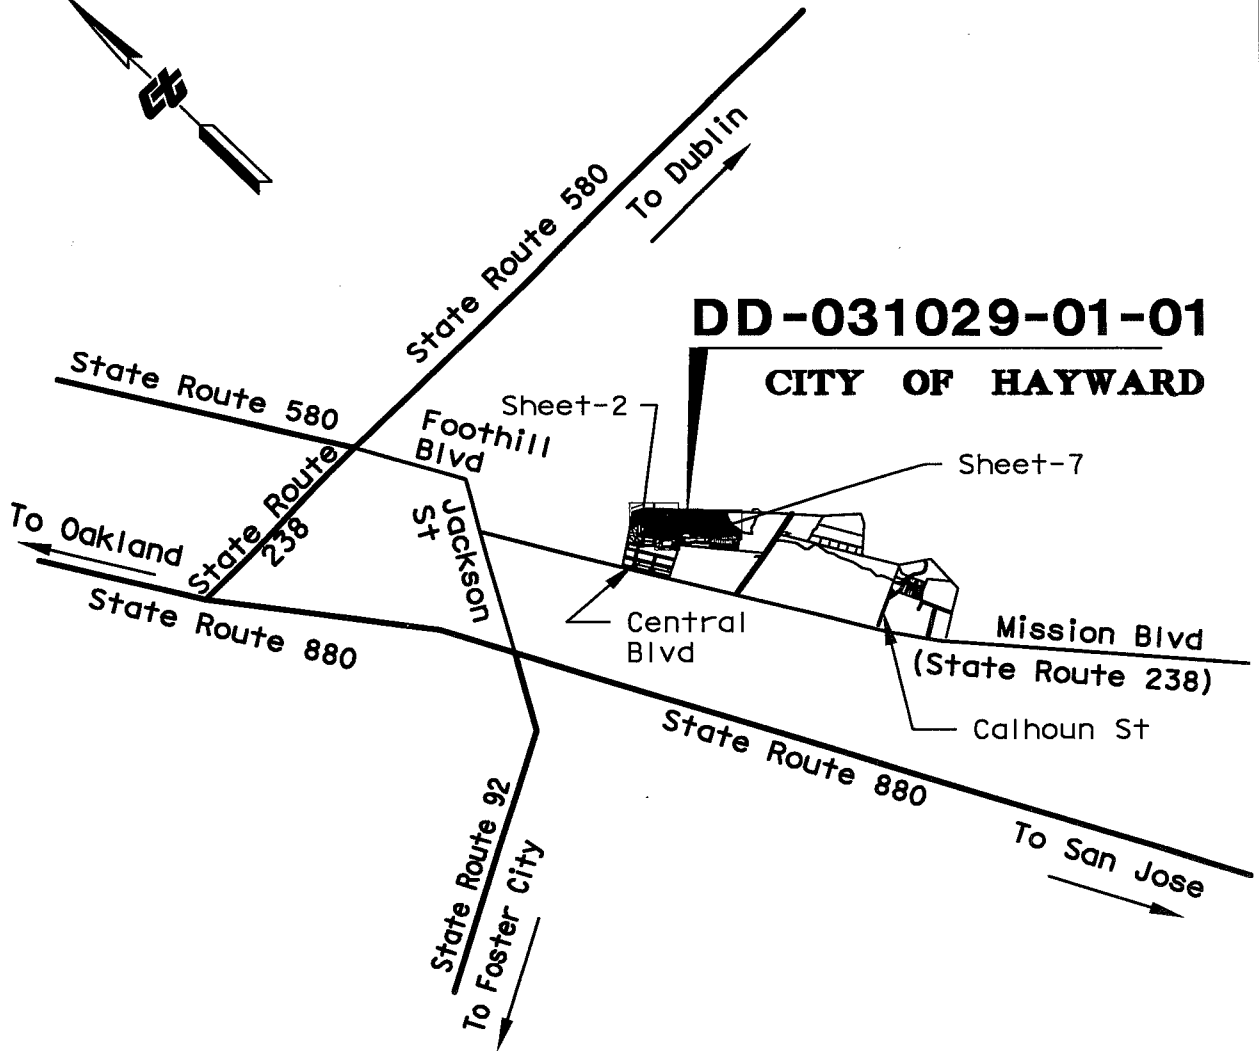 ct
To Dublin
State Route 580
DD-031029-01-01
CITY OF HAYWARD
State Route 580
Sheet-2
Foothill
Blvd
Sheet-7
State Route
238
Jackson
St
To Oakland
State Route 880
Central
Blvd
Mission Blvd
(State Route 238)
Calhoun St
State Route 880
State Route 92
To San Jose
To Foster City